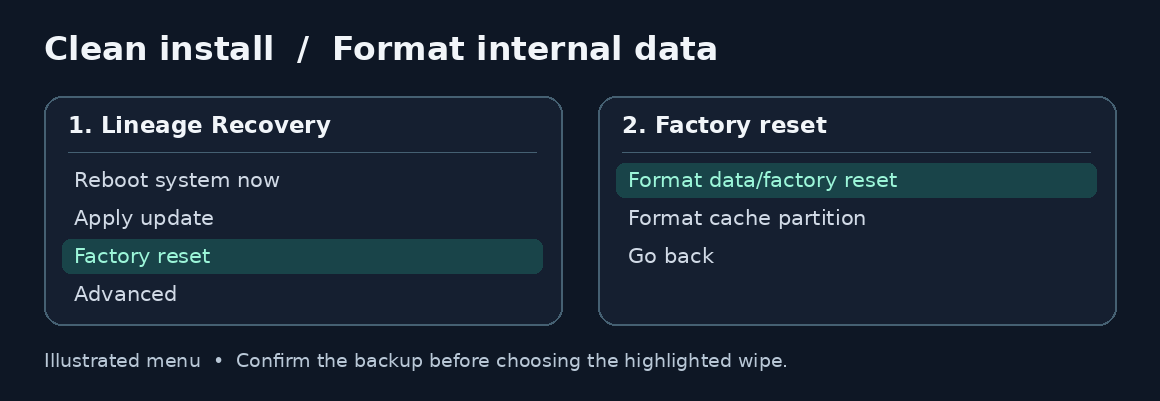 Clean install / Format internal data
1. Lineage Recovery
Reboot system now
Apply update
Factory reset
Advanced
2. Factory reset
Format data/factory reset
Format cache partition
Go back
Illustrated menu • Confirm the backup before choosing the highlighted wipe.